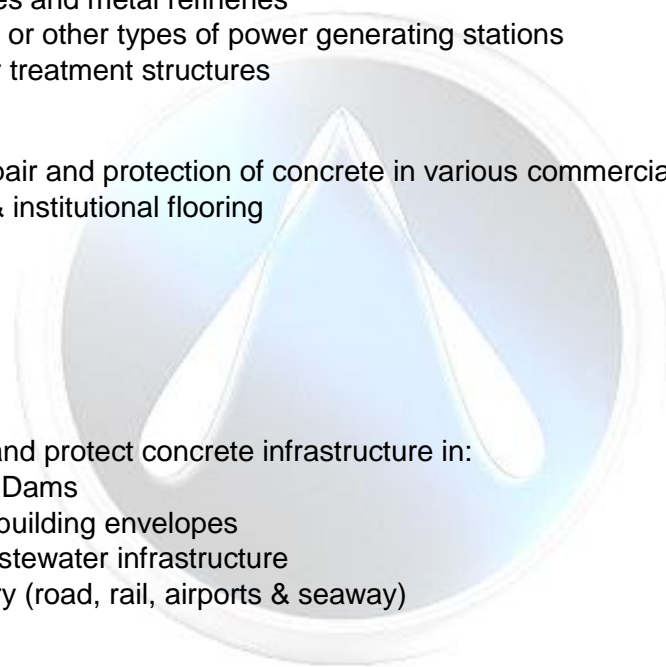 es and metal refineries
or other types of power generating stations
r treatment structures
pair and protection of concrete in various commercia
& institutional flooring
and protect concrete infrastructure in:
Dams
building envelopes
stewater infrastructure
ry (road, rail, airports & seaway)